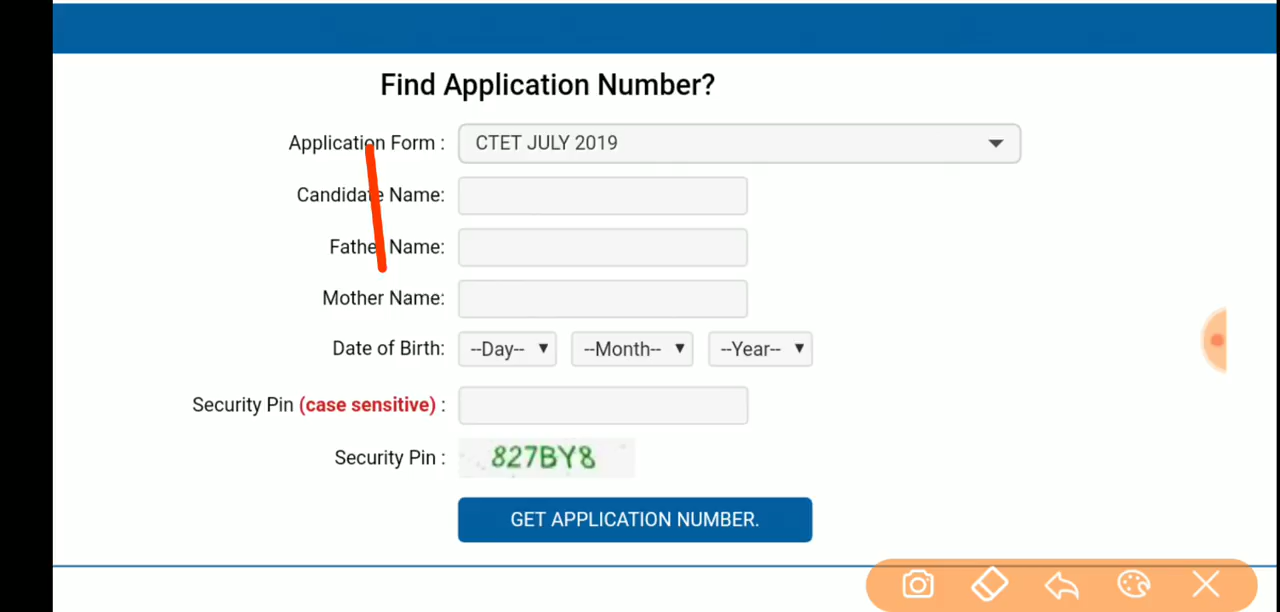 Find Application Number?
Application Form : CTET JULY 2019
Candidate Name:
Father Name:
Mother Name:
Date of Birth: --Day-- --Month-- --Year--
Security Pin (case sensitive) :
Security Pin : 827BY8
GET APPLICATION NUMBER.